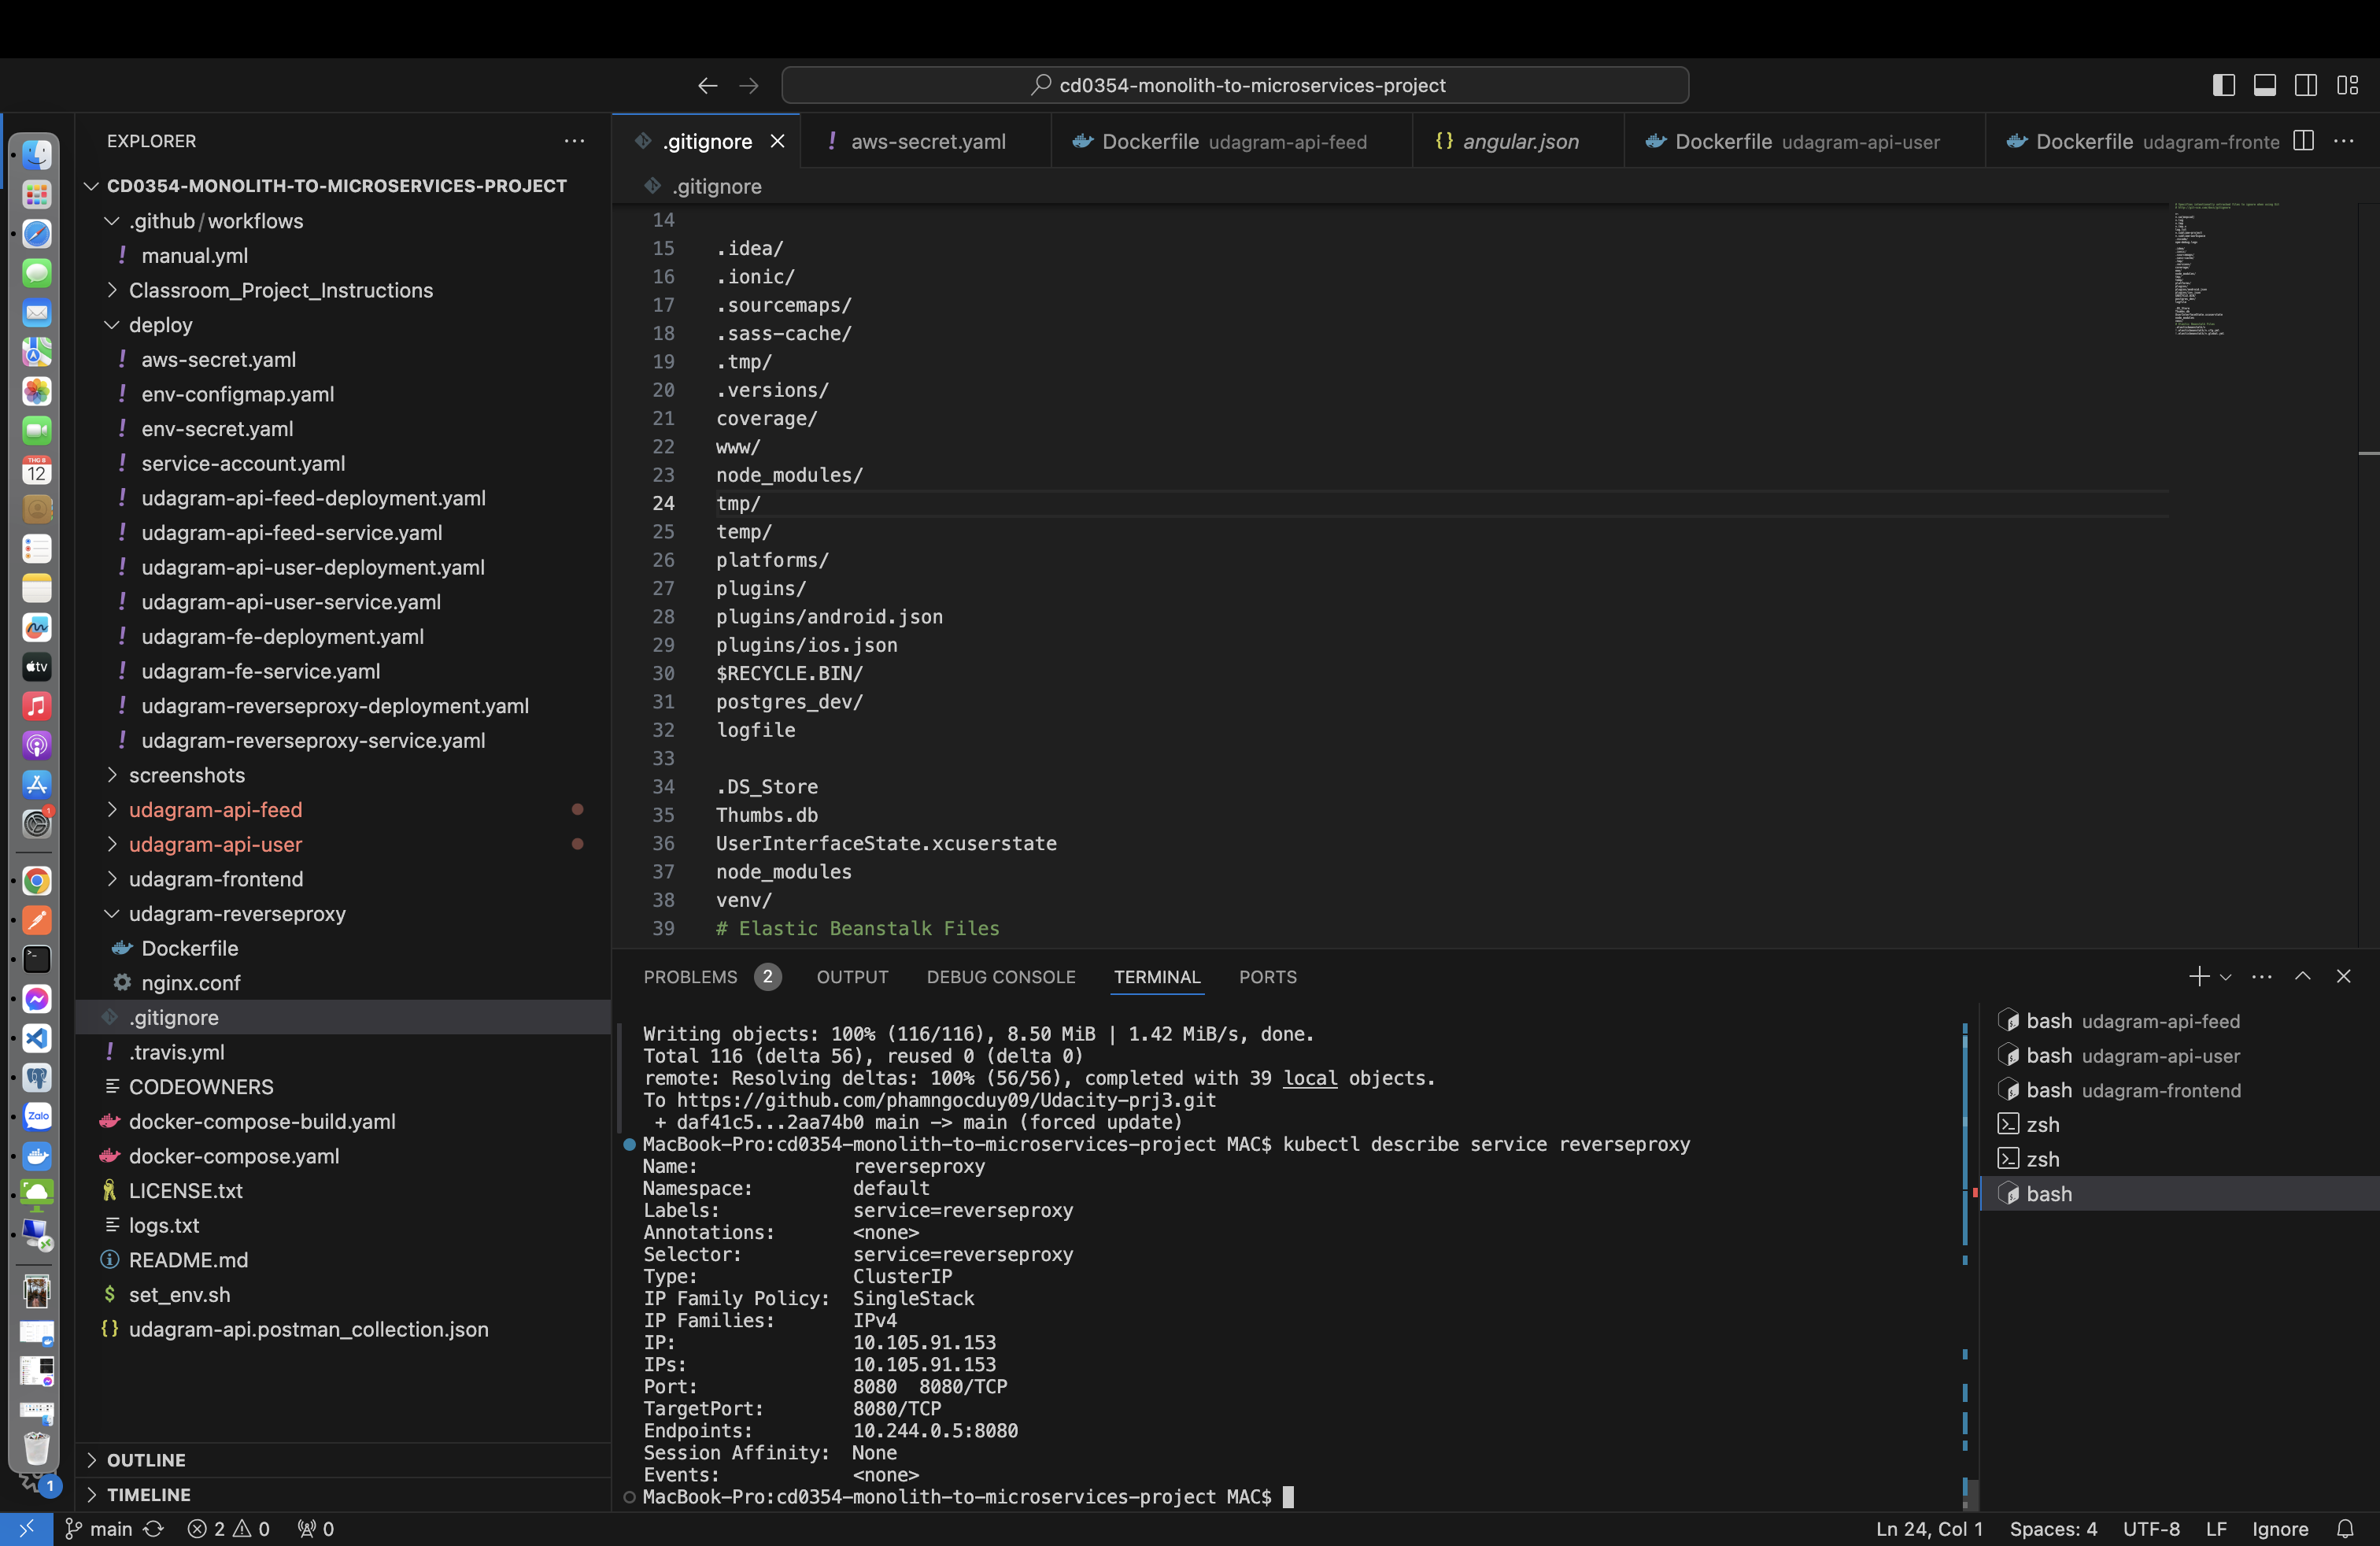 cd0354-monolith-to-microservices-project
EXPLORER
.gitignore
aws-secret.yaml
Dockerfile udagram-api-feed
angular.json
Dockerfile udagram-api-user
Dockerfile udagram-fronte
CD0354-MONOLITH-TO-MICROSERVICES-PROJECT
.github/workflows
manual.yml
Classroom_Project_Instructions
deploy
aws-secret.yaml
env-configmap.yaml
env-secret.yaml
service-account.yaml
udagram-api-feed-deployment.yaml
udagram-api-feed-service.yaml
udagram-api-user-deployment.yaml
udagram-api-user-service.yaml
udagram-fe-deployment.yaml
udagram-fe-service.yaml
udagram-reverseproxy-deployment.yaml
udagram-reverseproxy-service.yaml
screenshots
udagram-api-feed
udagram-api-user
udagram-frontend
udagram-reverseproxy
Dockerfile
nginx.conf
.gitignore
.travis.yml
CODEOWNERS
docker-compose-build.yaml
docker-compose.yaml
LICENSE.txt
logs.txt
README.md
set_env.sh
udagram-api.postman_collection.json
OUTLINE
TIMELINE
THG 8
12
tv
Zalo
1
1
.gitignore
14
15 .idea/
16 .ionic/
17 .sourcemaps/
18 .sass-cache/
19 .tmp/
20 .versions/
21 coverage/
22 www/
23 node_modules/
24 tmp/
25 temp/
26 platforms/
27 plugins/
28 plugins/android.json
29 plugins/ios.json
30 $RECYCLE.BIN/
31 postgres_dev/
32 logfile
33
34 .DS_Store
35 Thumbs.db
36 UserInterfaceState.xcuserstate
37 node_modules
38 venv/
39 # Elastic Beanstalk Files
PROBLEMS 2 OUTPUT DEBUG CONSOLE TERMINAL PORTS
Writing objects: 100% (116/116), 8.50 MiB | 1.42 MiB/s, done.
Total 116 (delta 56), reused 0 (delta 0)
remote: Resolving deltas: 100% (56/56), completed with 39 local objects.
To https://github.com/phamngocduy09/Udacity-prj3.git
+ daf41c5...2aa74b0 main -> main (forced update)
MacBook-Pro:cd0354-monolith-to-microservices-project MAC$ kubectl describe service reverseproxy
Name: reverseproxy
Namespace: default
Labels: service=reverseproxy
Annotations: <none>
Selector: service=reverseproxy
Type: ClusterIP
IP Family Policy: SingleStack
IP Families: IPv4
IP: 10.105.91.153
IPs: 10.105.91.153
Port: 8080 8080/TCP
TargetPort: 8080/TCP
Endpoints: 10.244.0.5:8080
Session Affinity: None
Events: <none>
MacBook-Pro:cd0354-monolith-to-microservices-project MAC$
bash udagram-api-feed
bash udagram-api-user
bash udagram-frontend
zsh
zsh
bash
main 2 0 0
Ln 24, Col 1 Spaces: 4 UTF-8 LF Ignore